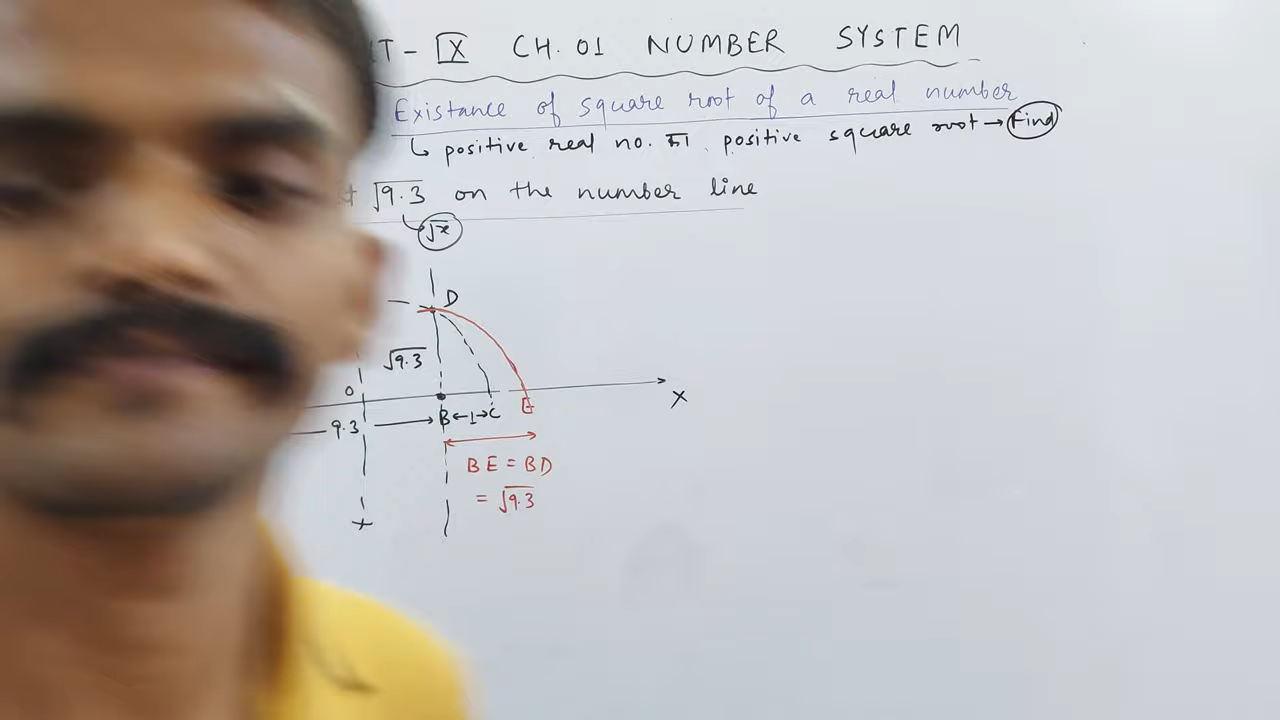 IX CH. 01 NUMBER SYSTEM
Existance of square root of a real number
↳ positive real no. का positive square root → Find
√9.3 on the number line
√x
D
√9.3
O
X
9.3 B ←1→ C E
BE = BD
= √9.3